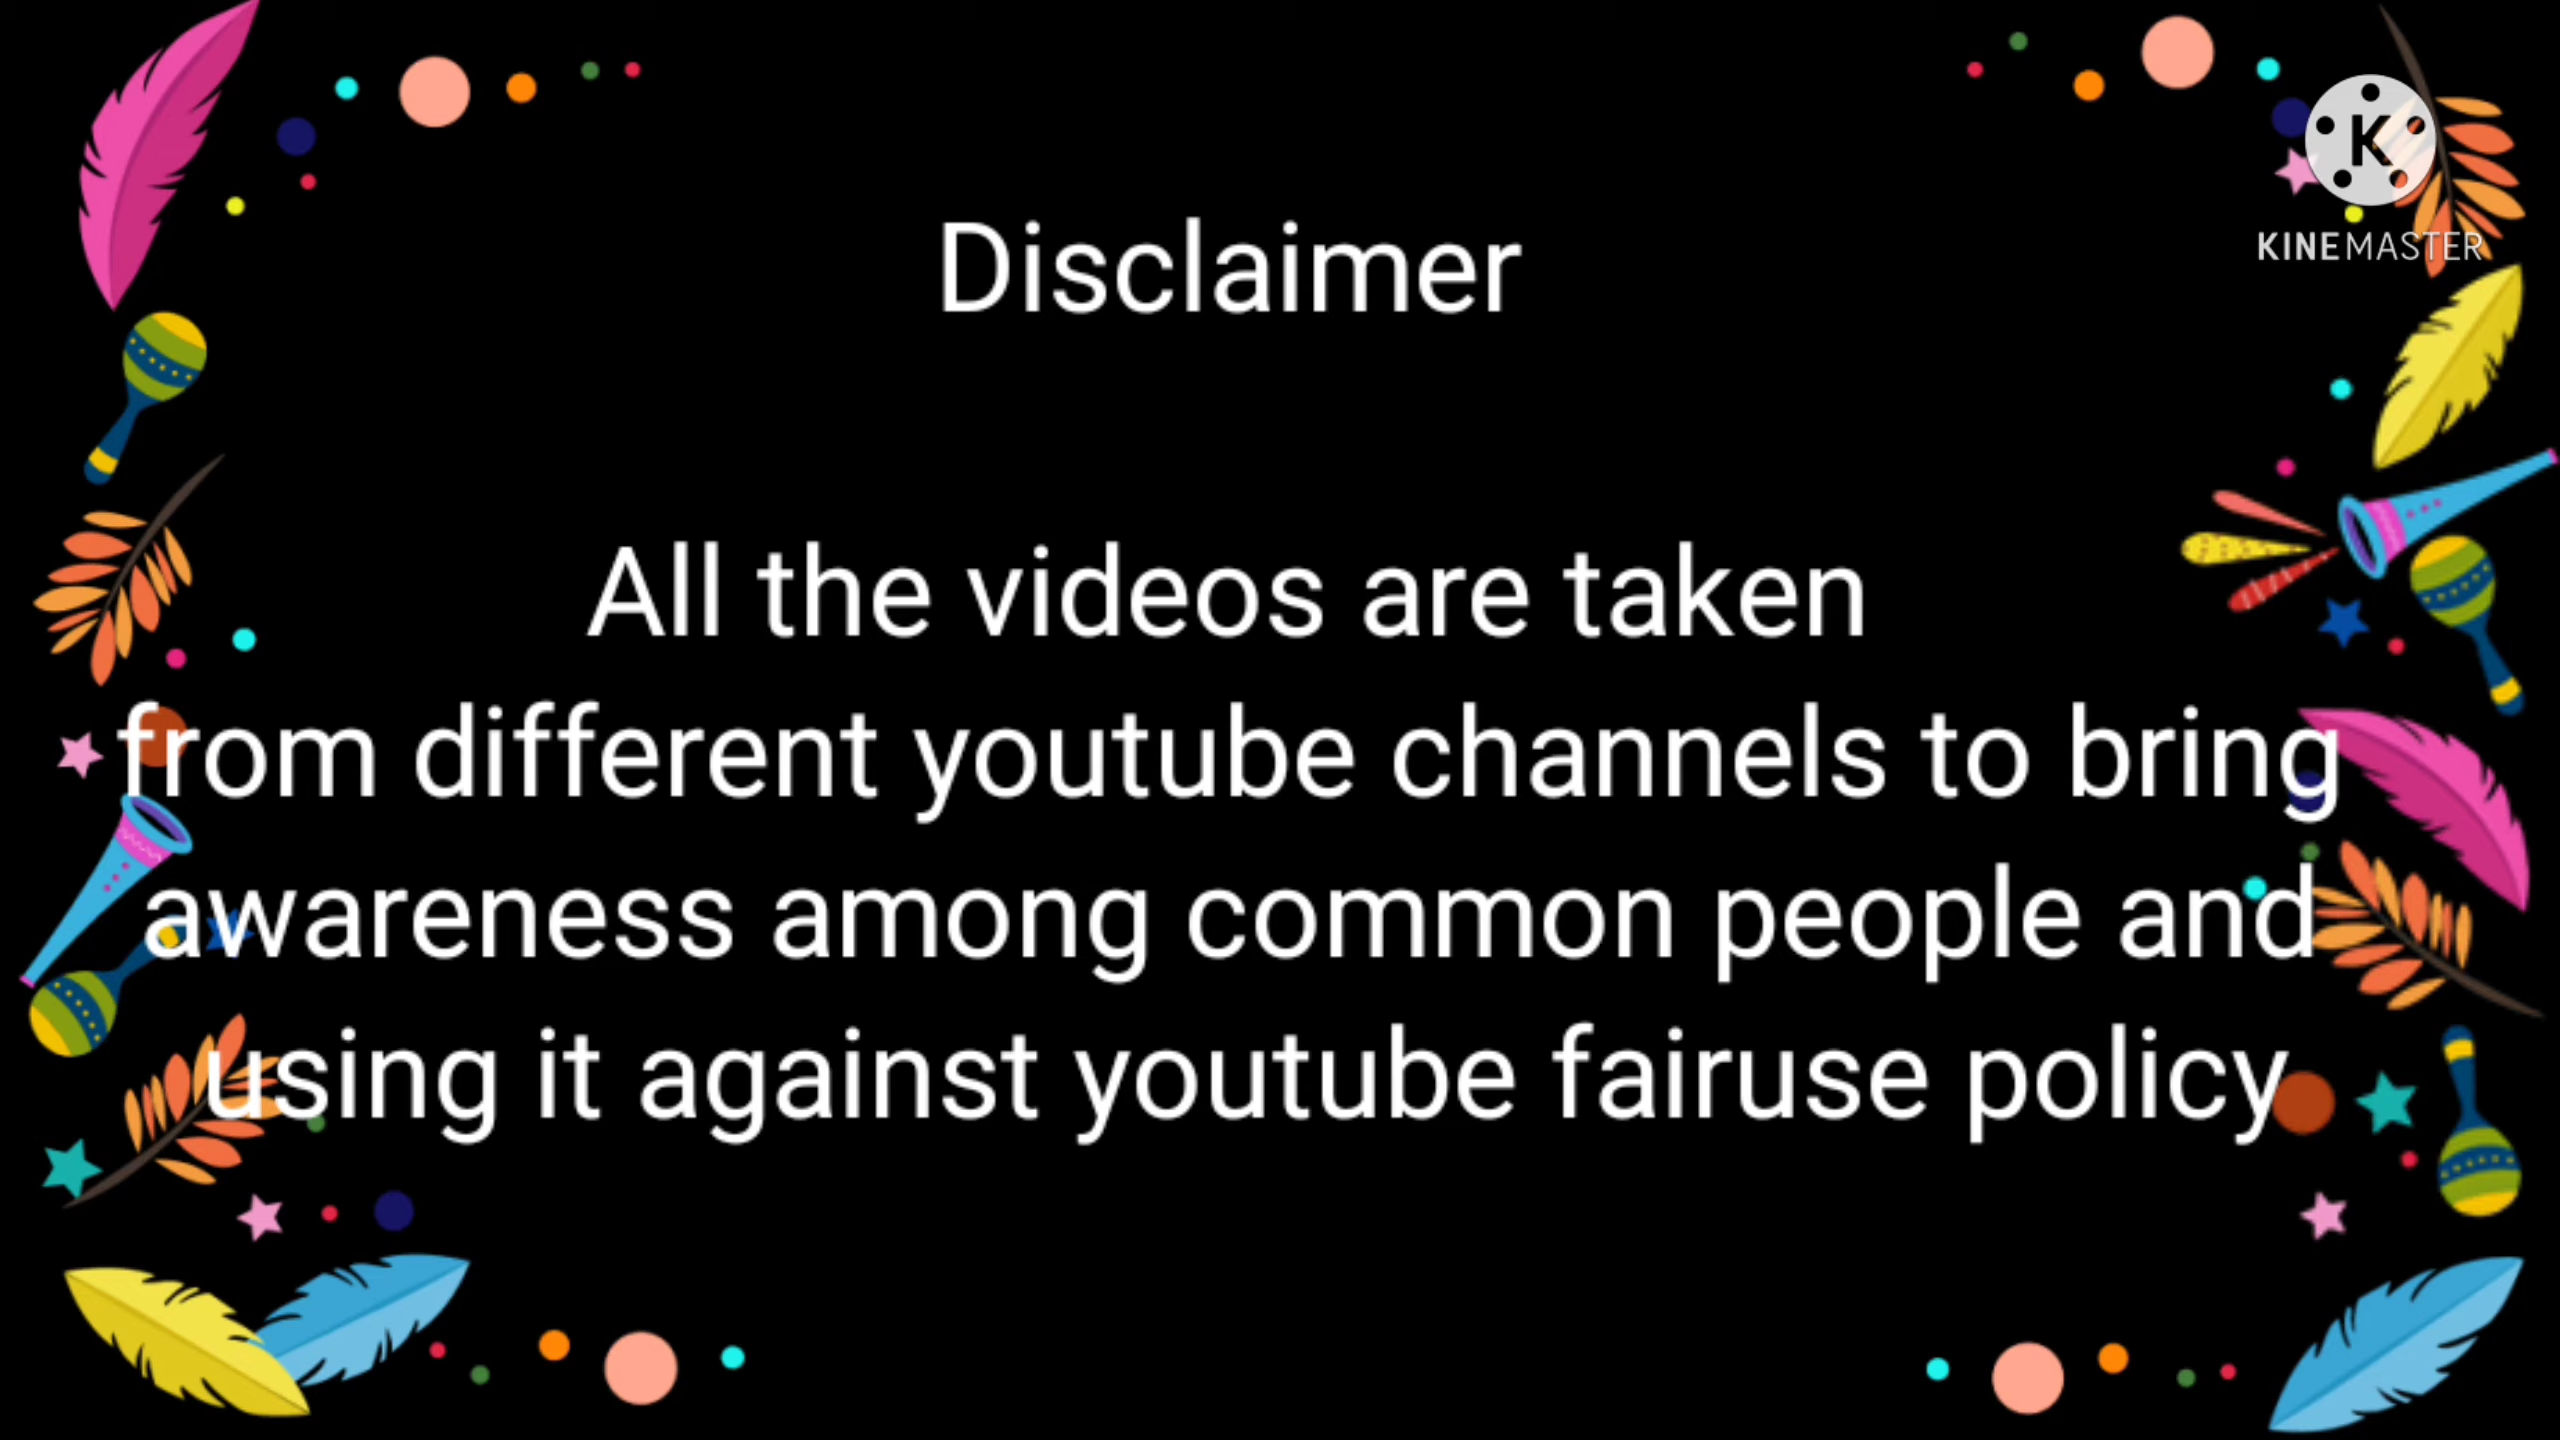 K
KINEMASTER
Disclaimer
All the videos are taken
from different youtube channels to bring
awareness among common people and
using it against youtube fairuse policy